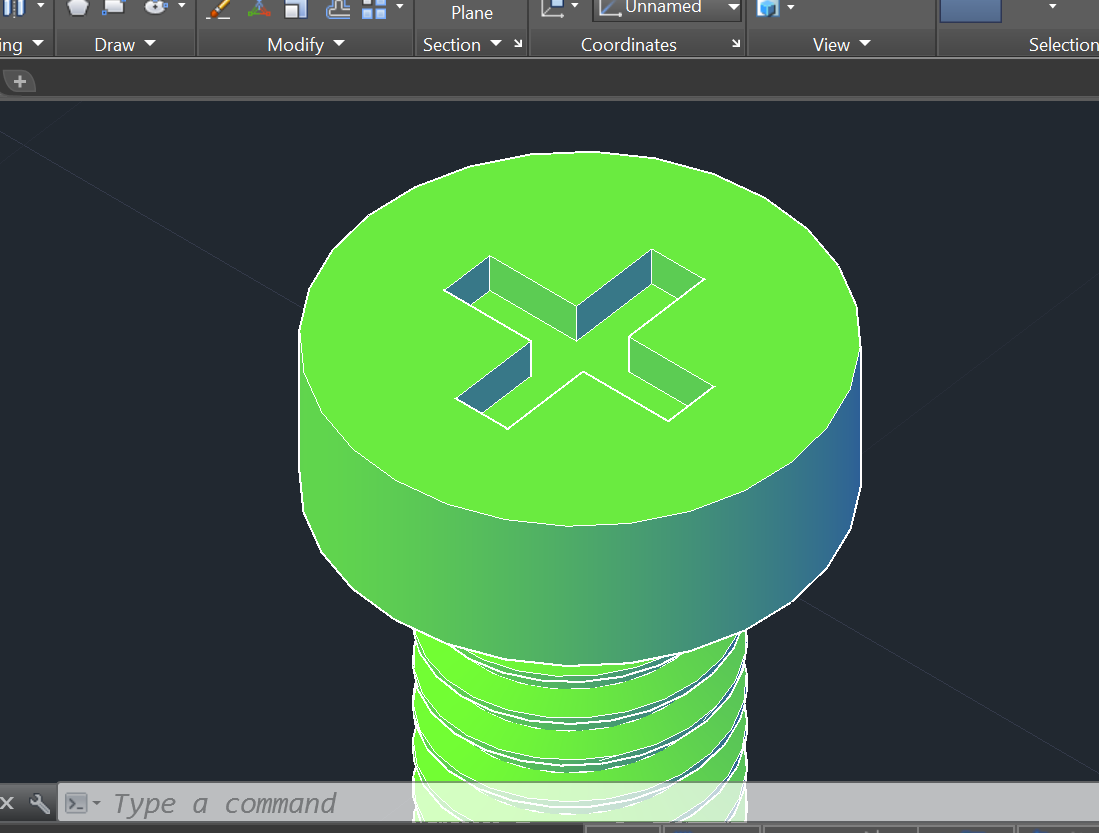 Plane
Unnamed
ing
Draw
Modify
Section
Coordinates
View
Selection
Type a command